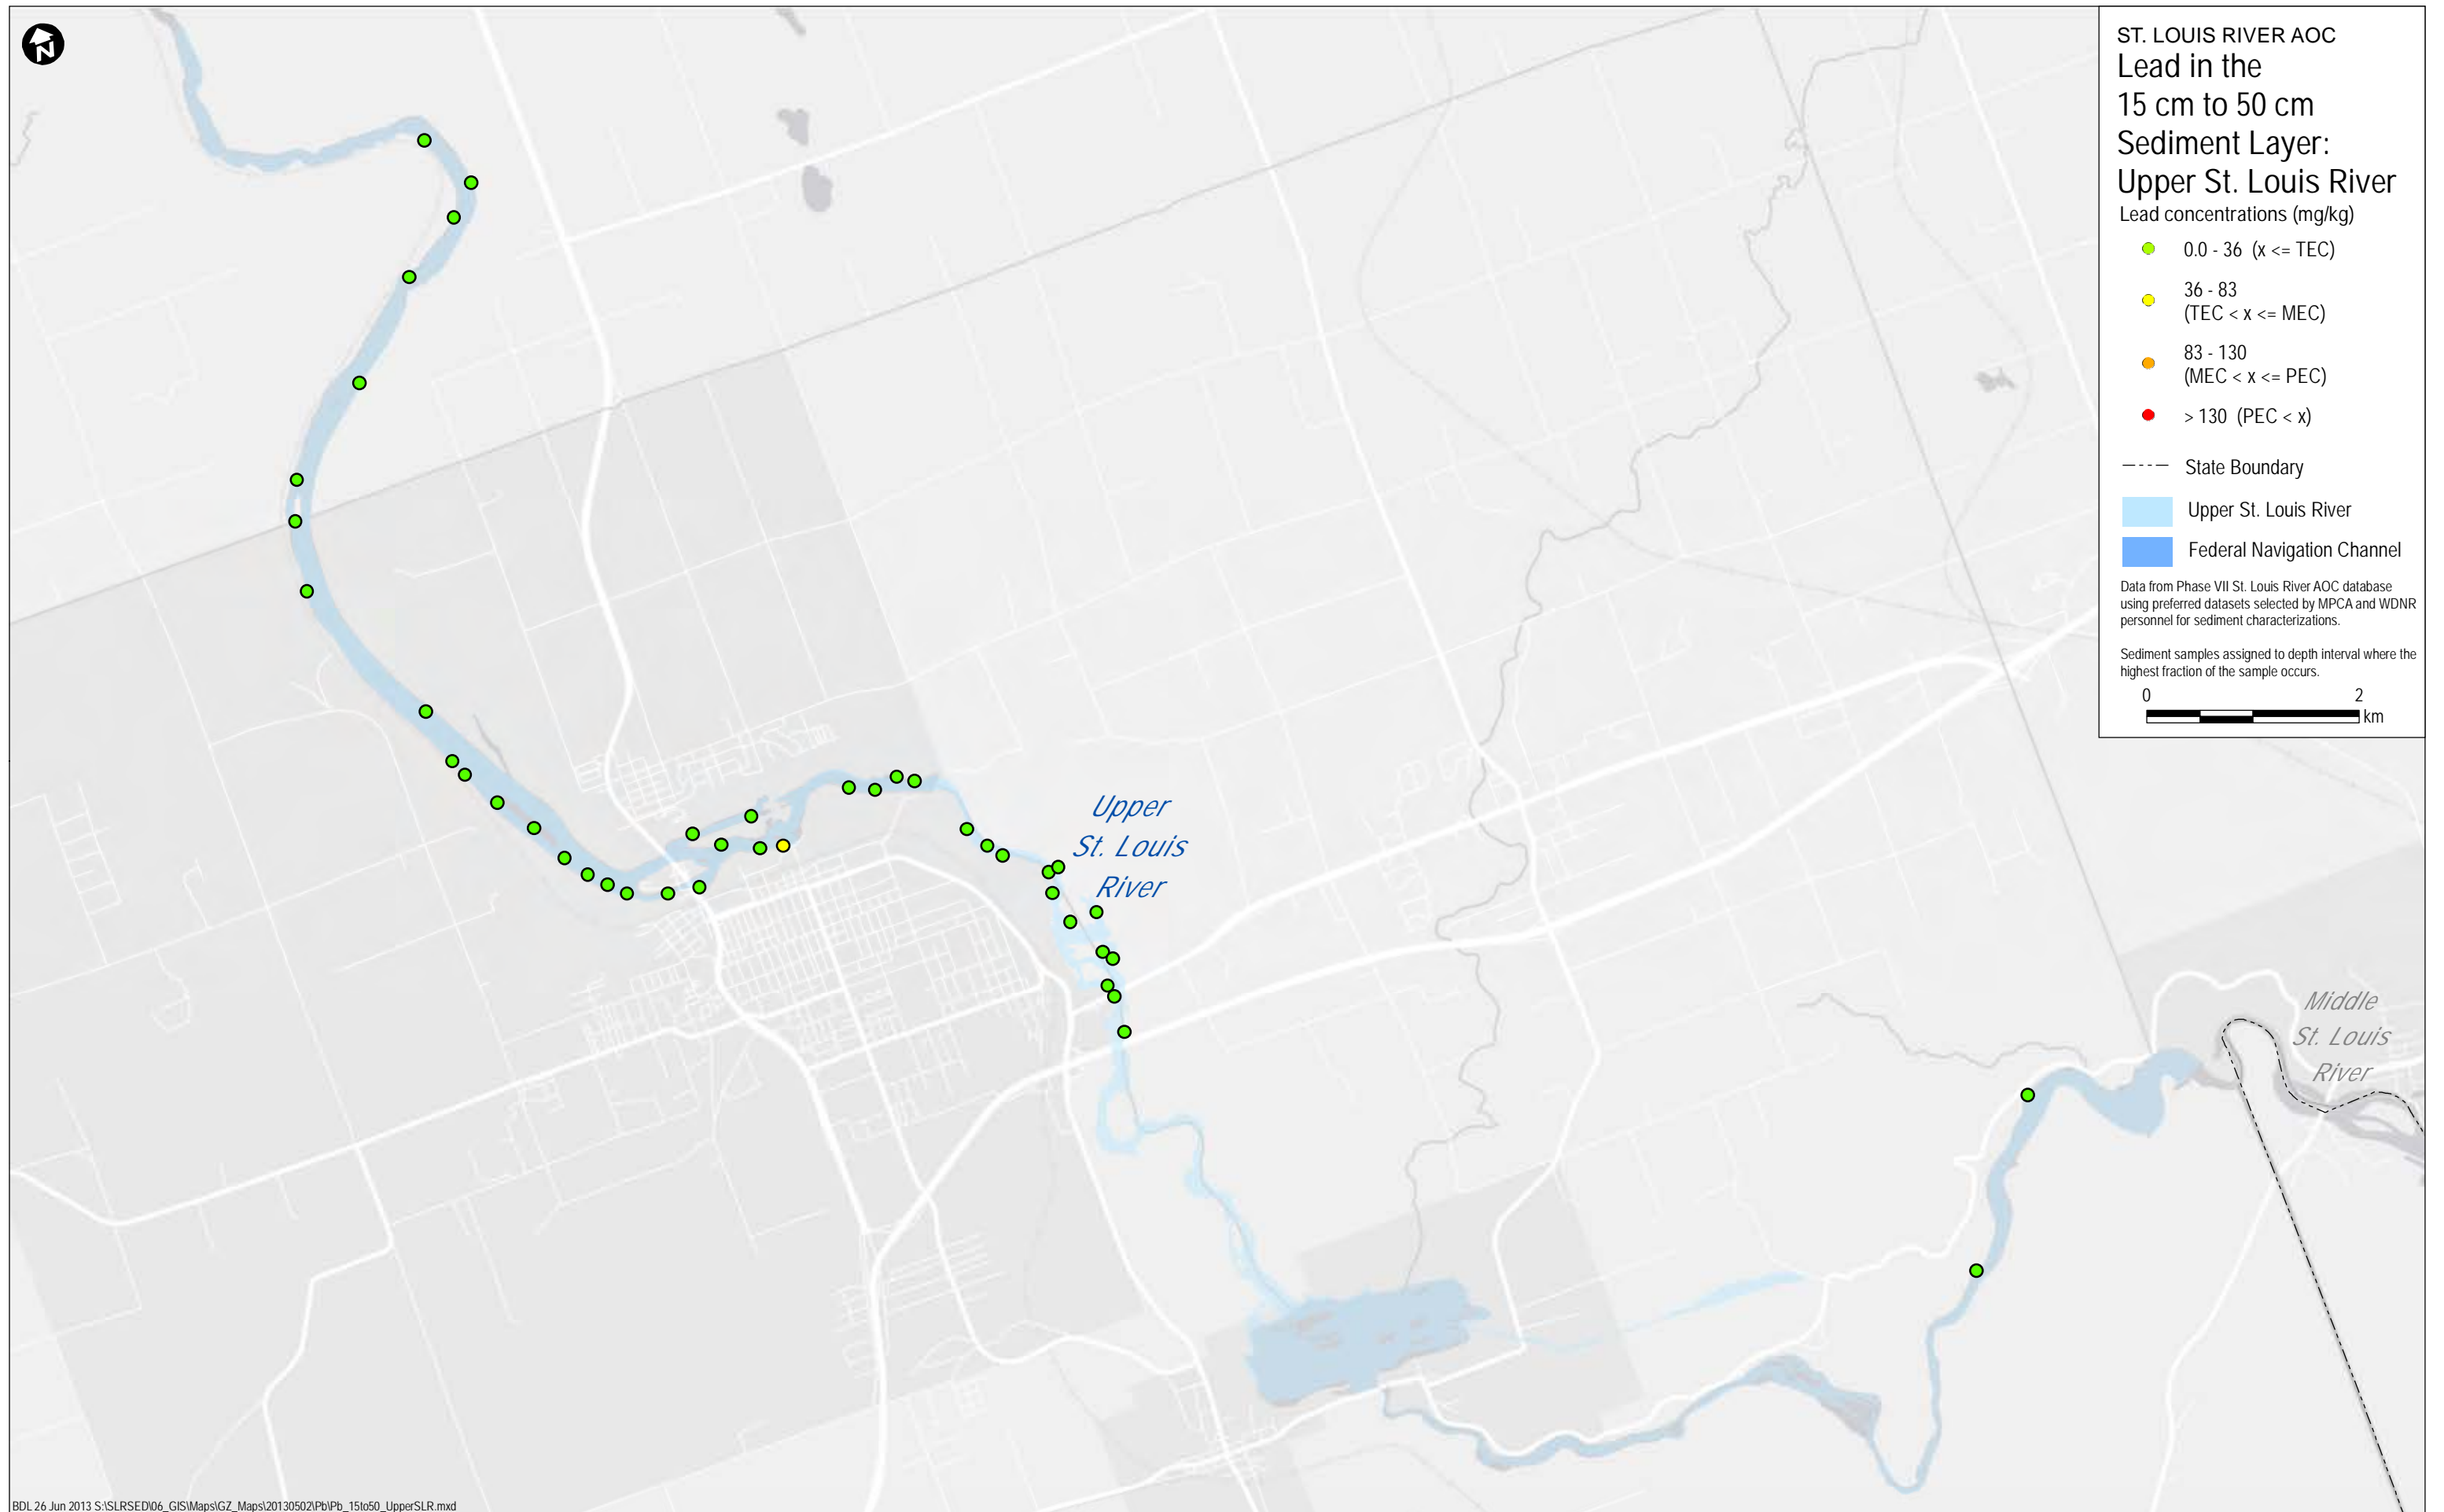 N
ST. LOUIS RIVER AOC
Lead in the
15 cm to 50 cm
Sediment Layer:
Upper St. Louis River
Lead concentrations (mg/kg)
0.0 - 36 (x <= TEC)
36 - 83
(TEC < x <= MEC)
83 - 130
(MEC < x <= PEC)
> 130 (PEC < x)
State Boundary
Upper St. Louis River
Federal Navigation Channel
Data from Phase VII St. Louis River AOC database
using preferred datasets selected by MPCA and WDNR
personnel for sediment characterizations.
Sediment samples assigned to depth interval where the
highest fraction of the sample occurs.
0 2
km
Upper
St. Louis
River
Middle
St. Louis
River
BDL 26 Jun 2013 S:\SLRSED\06_GIS\Maps\GZ_Maps\20130502\Pb\Pb_15to50_UpperSLR.mxd